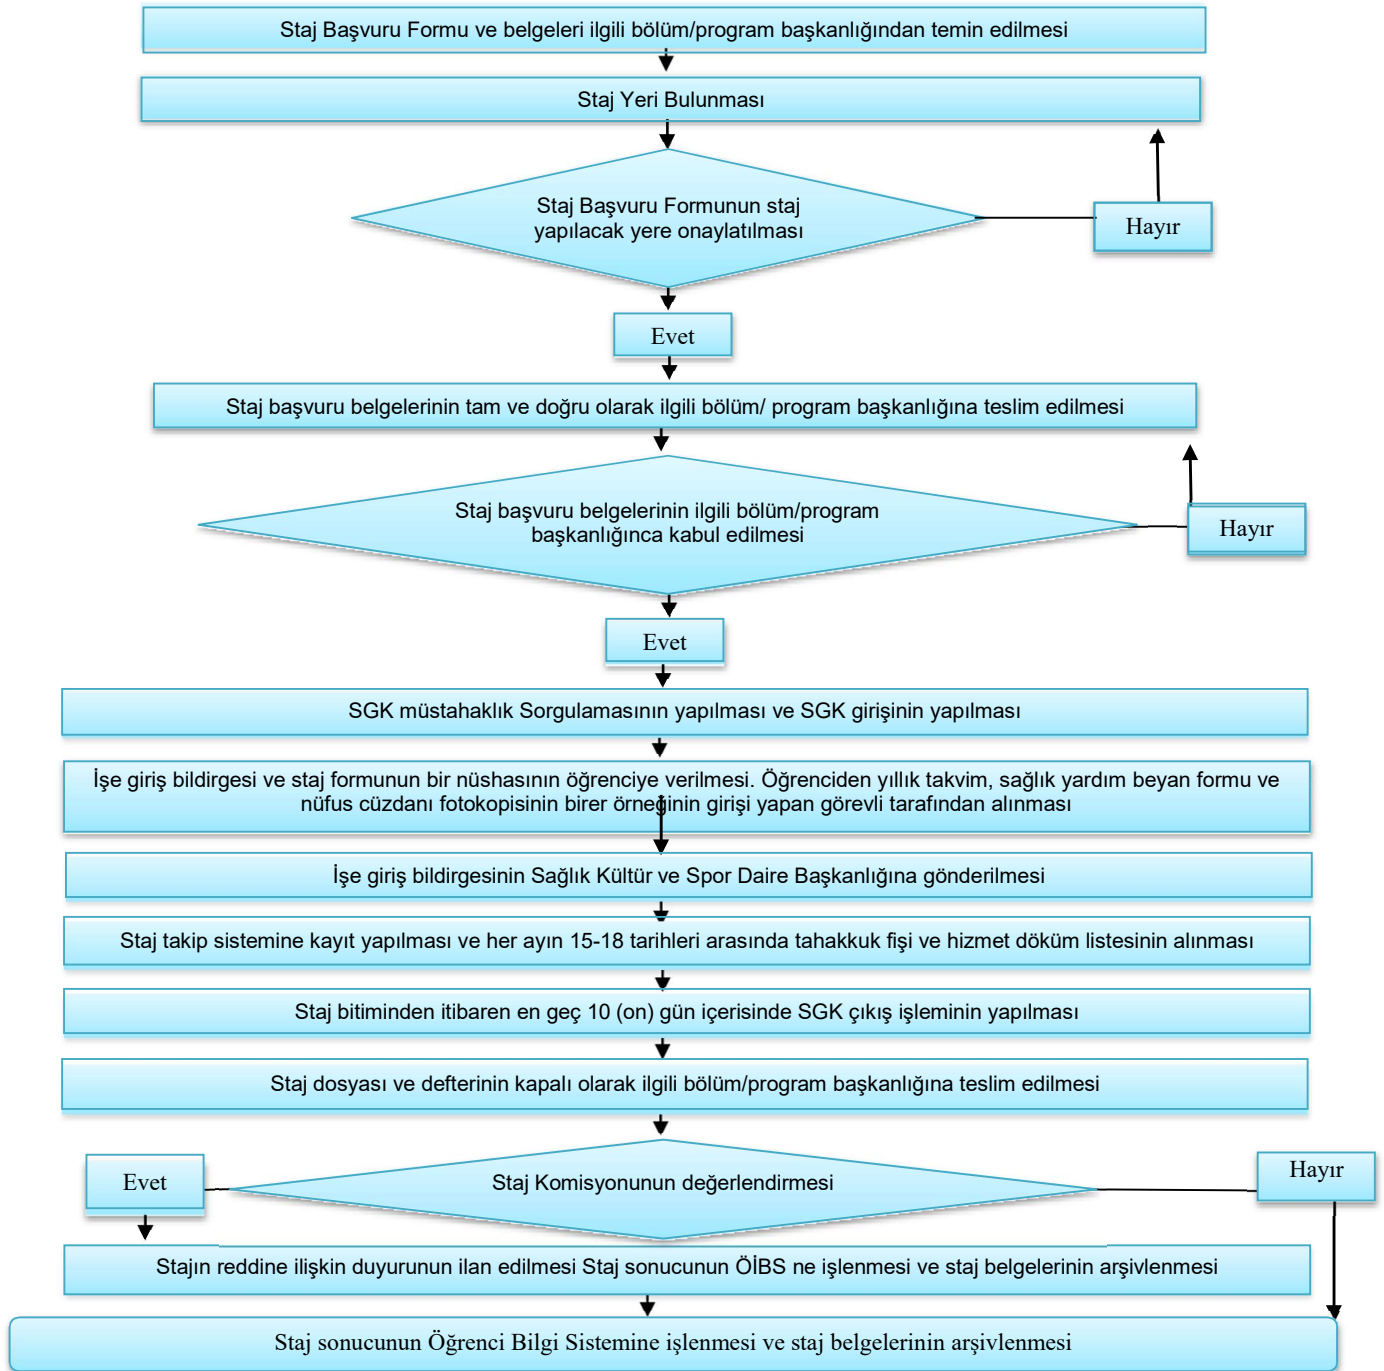 Staj Başvuru Formu ve belgeleri ilgili bölüm/program başkanlığından temin edilmesi
Staj Yeri Bulunması
Staj Başvuru Formunun staj
yapılacak yere onaylatılması
Hayır
Evet
Staj başvuru belgelerinin tam ve doğru olarak ilgili bölüm/ program başkanlığına teslim edilmesi
Staj başvuru belgelerinin ilgili bölüm/program
başkanlığınca kabul edilmesi
Hayır
Evet
SGK müstahaklık Sorgulamasının yapılması ve SGK girişinin yapılması
İşe giriş bildirgesi ve staj formunun bir nüshasının öğrenciye verilmesi. Öğrenciden yıllık takvim, sağlık yardım beyan formu ve
nüfus cüzdanı fotokopisinin birer örneğinin girişi yapan görevli tarafından alınması
İşe giriş bildirgesinin Sağlık Kültür ve Spor Daire Başkanlığına gönderilmesi
Staj takip sistemine kayıt yapılması ve her ayın 15-18 tarihleri arasında tahakkuk fişi ve hizmet döküm listesinin alınması
Staj bitiminden itibaren en geç 10 (on) gün içerisinde SGK çıkış işleminin yapılması
Staj dosyası ve defterinin kapalı olarak ilgili bölüm/program başkanlığına teslim edilmesi
Evet
Staj Komisyonunun değerlendirmesi
Hayır
Stajın reddine ilişkin duyurunun ilan edilmesi Staj sonucunun ÖİBS ne işlenmesi ve staj belgelerinin arşivlenmesi
Staj sonucunun Öğrenci Bilgi Sistemine işlenmesi ve staj belgelerinin arşivlenmesi